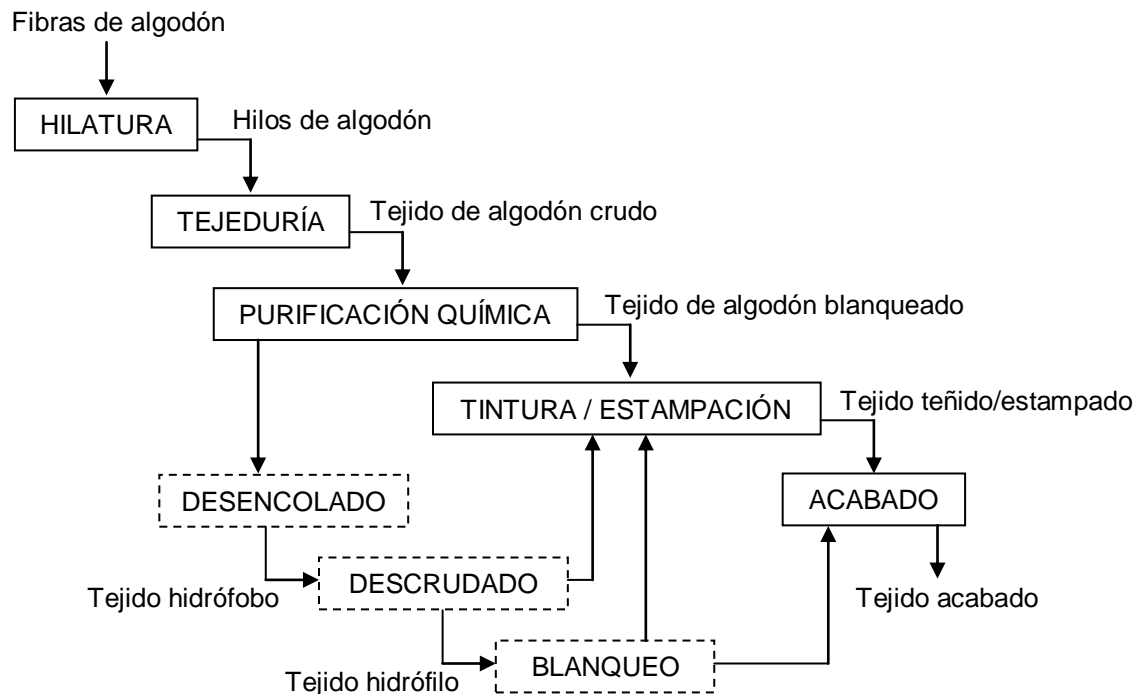 Fibras de algodón
HILATURA
Hilos de algodón
TEJEDURÍA
Tejido de algodón crudo
PURIFICACIÓN QUÍMICA
Tejido de algodón blanqueado
TINTURA / ESTAMPACIÓN
Tejido teñido/estampado
DESENCOLADO
ACABADO
Tejido hidrófobo
DESCRUDADO
Tejido acabado
Tejido hidrófilo
BLANQUEO